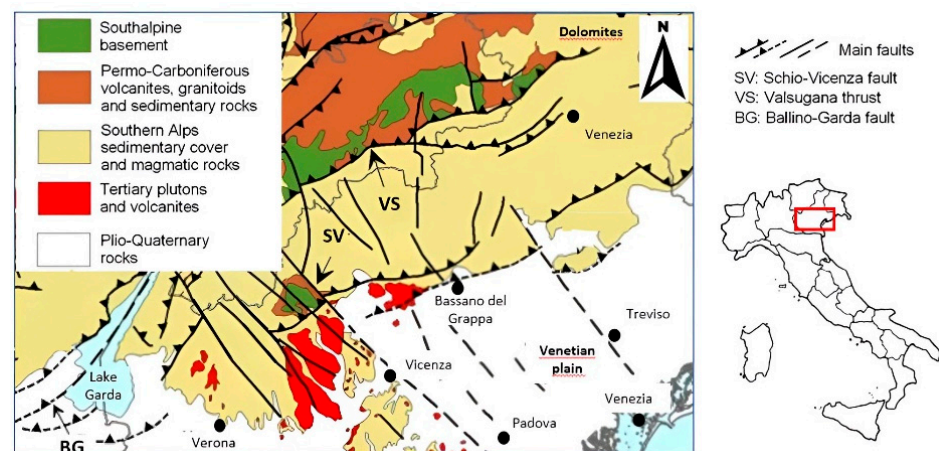 Southalpine
basement
Permo-Carboniferous
volcanites, granitoids
and sedimentary rocks
Southern Alps
sedimentary cover
and magmatic rocks
Tertiary plutons
and volcanites
Plio-Quaternary
rocks
Dolomites
N
Venezia
VS
SV
Bassano del
Grappa
Treviso
Venetian
plain
Vicenza
Venezia
Padova
Lake
Garda
Verona
BG
Main faults
SV: Schio-Vicenza fault
VS: Valsugana thrust
BG: Ballino-Garda fault